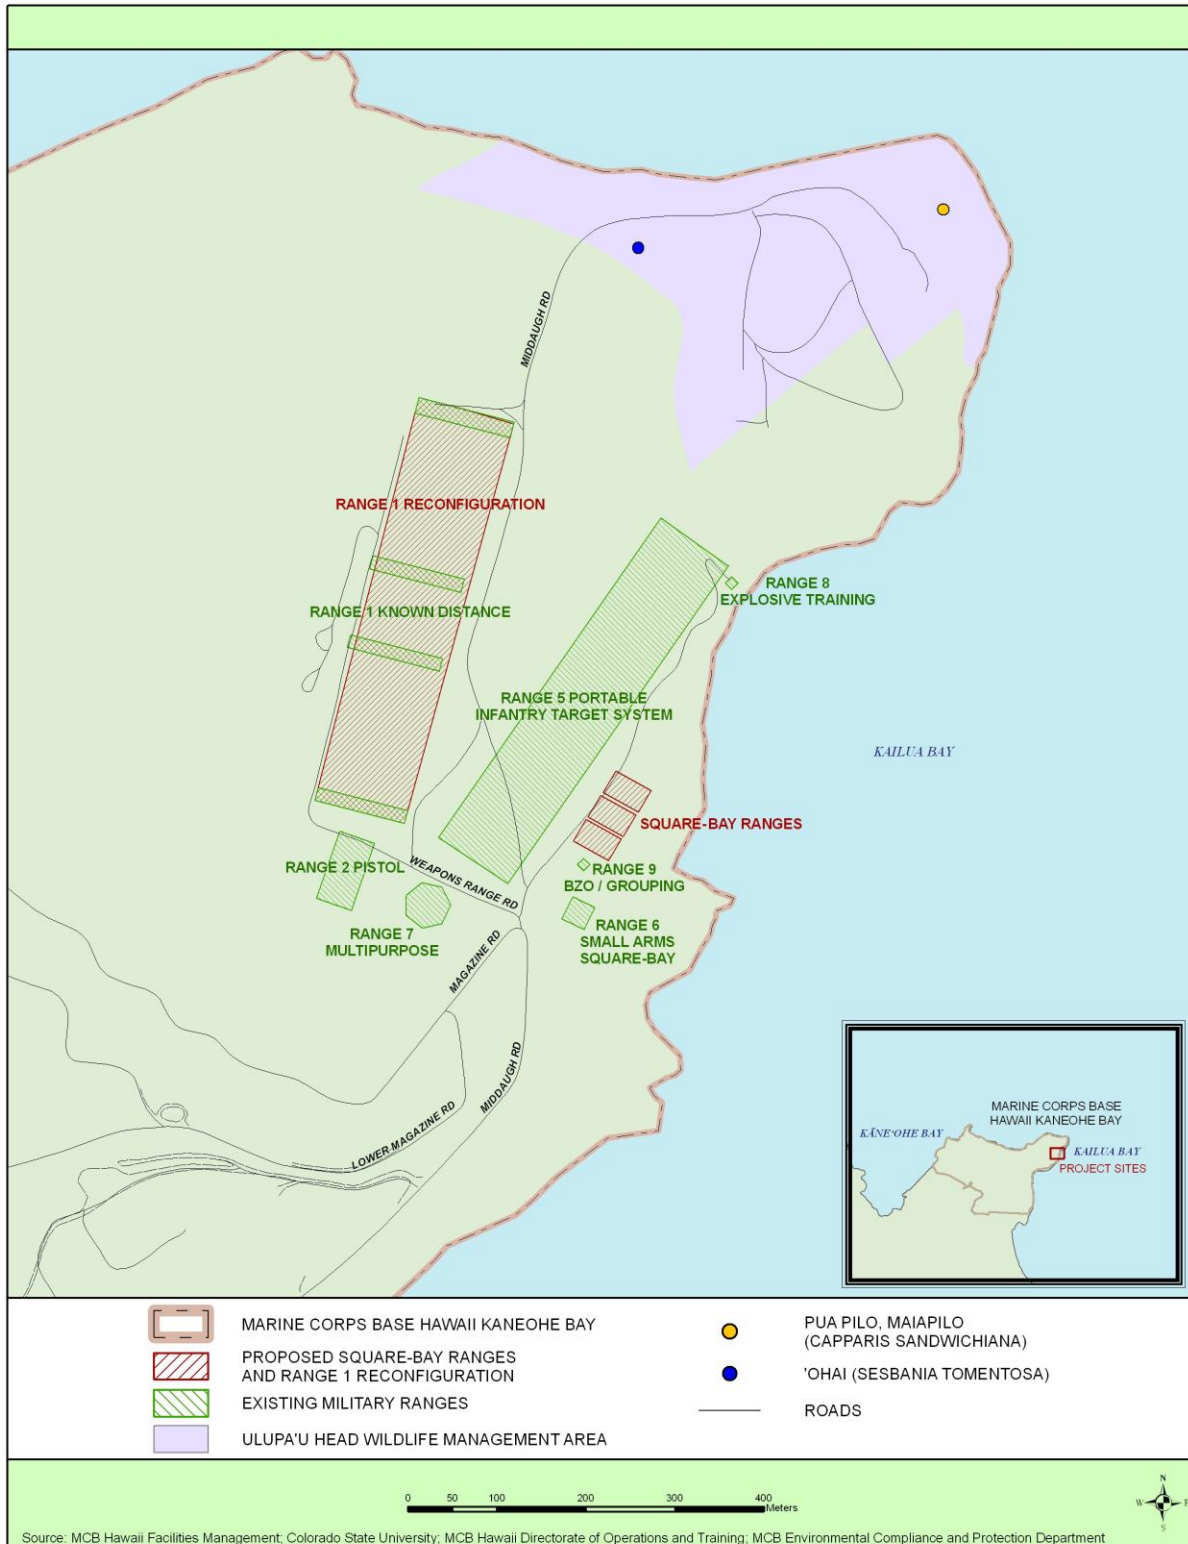 MIDDAUGH RD
RANGE 1 RECONFIGURATION
RANGE 8
EXPLOSIVE TRAINING
RANGE 1 KNOWN DISTANCE
RANGE 5 PORTABLE
INFANTRY TARGET SYSTEM
KAILUA BAY
SQUARE-BAY RANGES
RANGE 2 PISTOL
WEAPONS RANGE RD
RANGE 9
BZO / GROUPING
RANGE 7
MULTIPURPOSE
RANGE 6
SMALL ARMS
SQUARE-BAY
MAGAZINE RD
MIDDAUGH RD
LOWER MAGAZINE RD
MARINE CORPS BASE
HAWAII KANEOHE BAY
KĀNE'OHE BAY
KAILUA BAY
PROJECT SITES
MARINE CORPS BASE HAWAII KANEOHE BAY
PROPOSED SQUARE-BAY RANGES
AND RANGE 1 RECONFIGURATION
EXISTING MILITARY RANGES
ULUPA'U HEAD WILDLIFE MANAGEMENT AREA
PUA PILO, MAIAPILO
(CAPPARIS SANDWICHIANA)
'OHAI (SESBANIA TOMENTOSA)
ROADS
0 50 100 200 300 400
Meters
N
W E
S
Source: MCB Hawaii Facilities Management; Colorado State University; MCB Hawaii Directorate of Operations and Training; MCB Environmental Compliance and Protection Department